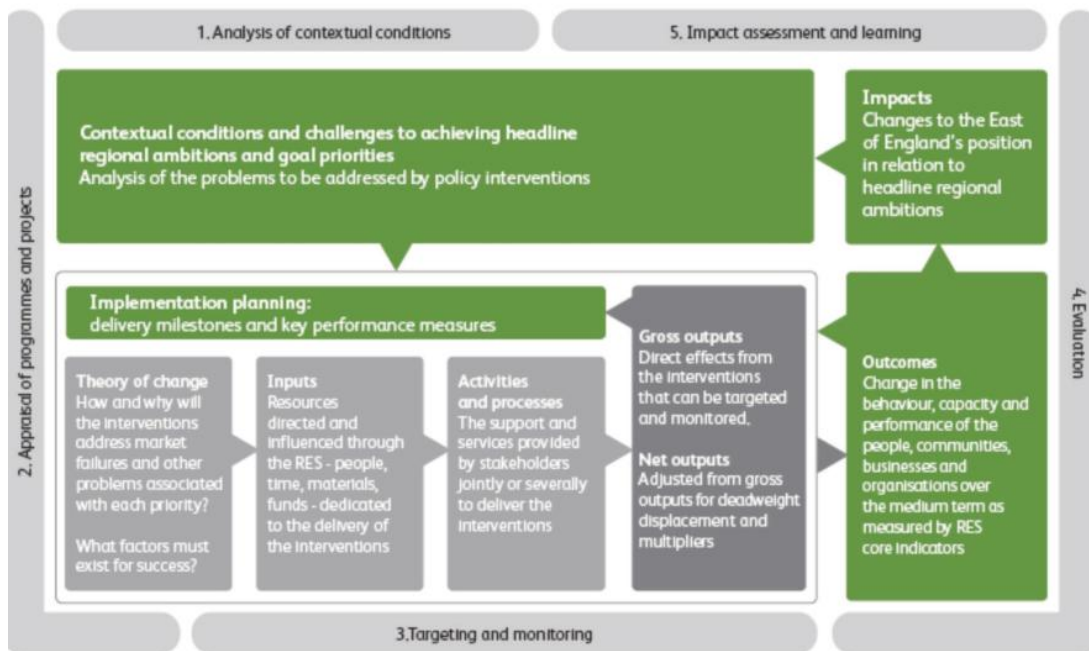 1. Analysis of contextual conditions
5. Impact assessment and learning
2. Appraisal of programmes and projects
Contextual conditions and challenges to achieving headline
regional ambitions and goal priorities
Analysis of the problems to be addressed by policy interventions
Impacts
Changes to the East
of England's position
in relation to
headline regional
ambitions
Implementation planning:
delivery milestones and key performance measures
Theory of change
How and why will
the interventions
address market
failures and other
problems associated
with each priority?
What factors must
exist for success?
Inputs
Resources
directed and
influenced through
the RES - people,
time, materials,
funds - dedicated
to the delivery of
the interventions
Activities
and processes
The support and
services provided
by stakeholders
jointly or severally
to deliver the
interventions
Gross outputs
Direct effects from
the interventions
that can be targeted
and monitored.
Net outputs
Adjusted from gross
outputs for deadweight
displacement and
multipliers
Outcomes
Change in the
behaviour, capacity and
performance of the
people, communities,
businesses and
organisations over
the medium term as
measured by RES
core indicators
4. Evaluation
3.Targeting and monitoring